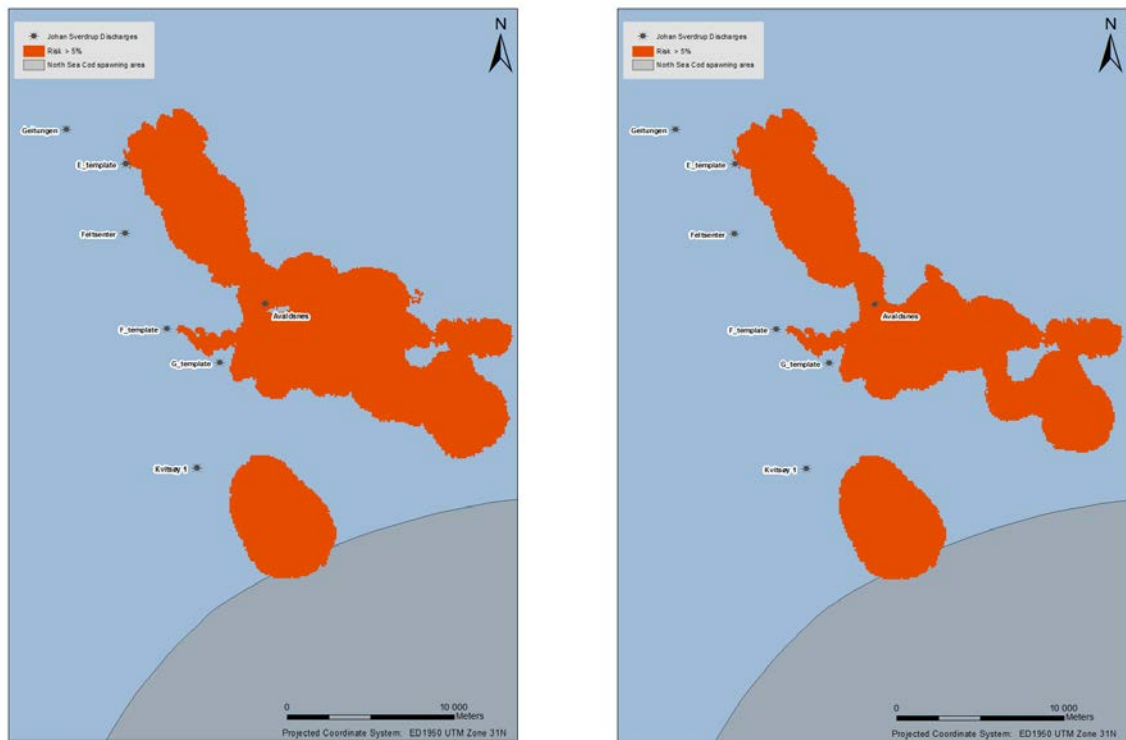 Johan Sverdrup Discharges
Risk > 5%
North Sea Cod spawning area
N
Geitungen
E_template
Feltsenter
Avaldsnes
F_template
G_template
Kvitsøy 1
0 10 000
Meters
Projected Coordinate System: ED1950 UTM Zone 31N
Johan Sverdrup Discharges
Risk > 5%
North Sea Cod spawning area
N
Geitungen
E_template
Feltsenter
Avaldsnes
F_template
G_template
Kvitsøy 1
0 10 000
Meters
Projected Coordinate System: ED1950 UTM Zone 31N